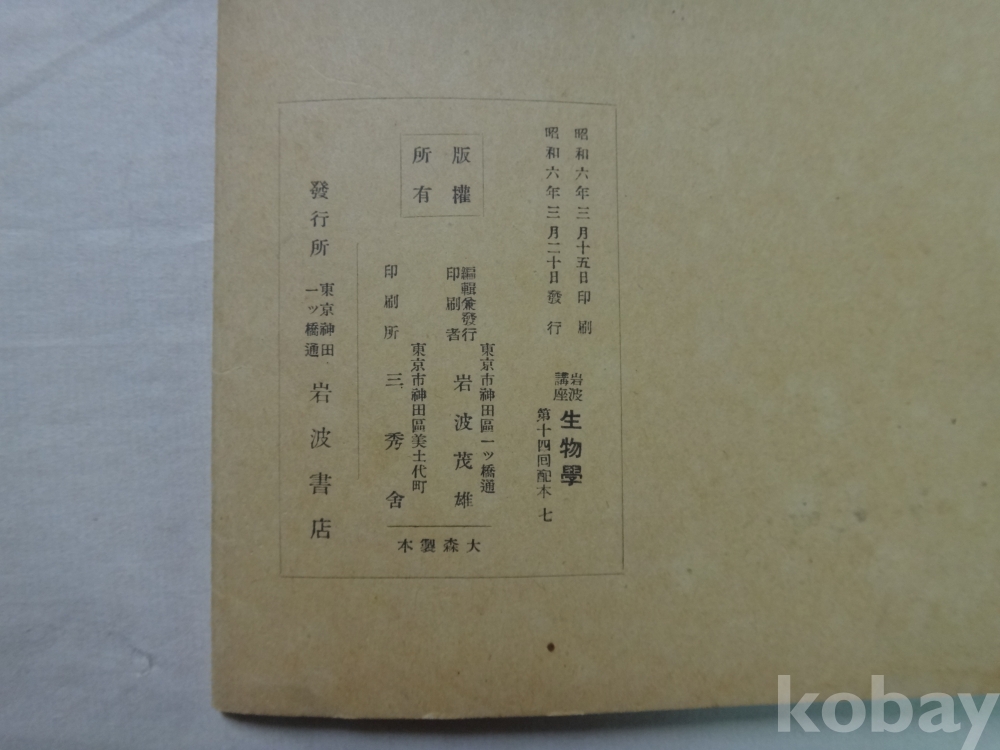 昭和六年三月十五日印刷
昭和六年三月二十日發行
岩波
講座
生物學
第十四回配本 七
版權
所有
編輯兼發行
印刷者
東京市神田區一ッ橋通
岩波茂雄
東京市神田區美土代町
印刷所 三秀舍
大森製本
發行所
東京神田
一ッ橋通
岩波書店
kobay